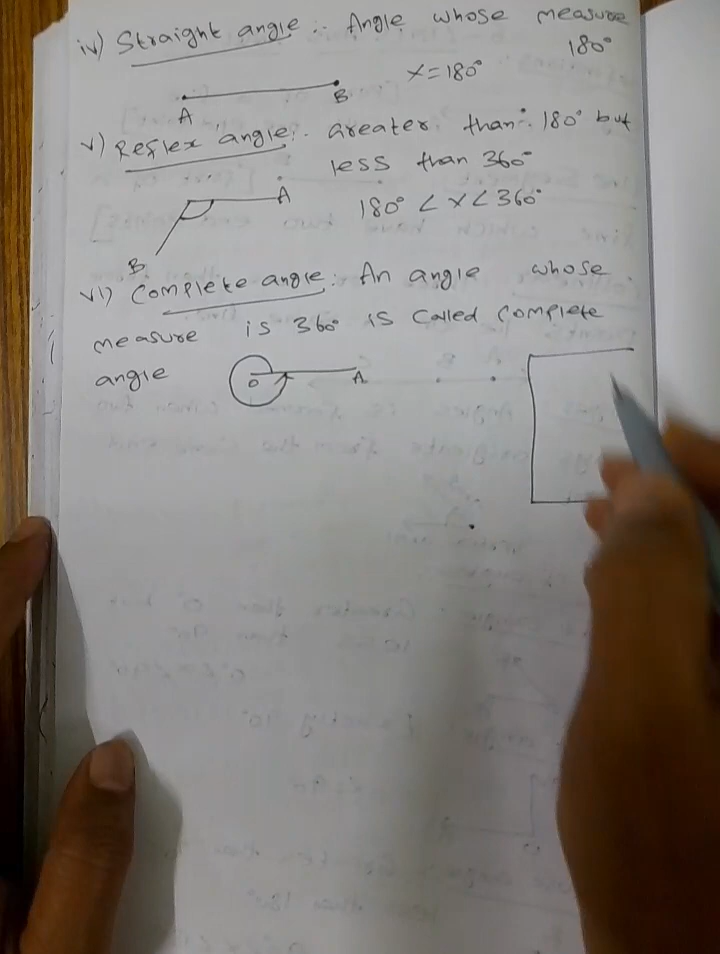 iv) Straight angle :- Angle whose measure
180°
x = 180°
A B
v) Reflex angle :- Greater than :- 180° but
less than 360°
A
180° < x < 360°
B
vi) Complete angle : An angle whose
measure is 360° is called complete
angle
O A